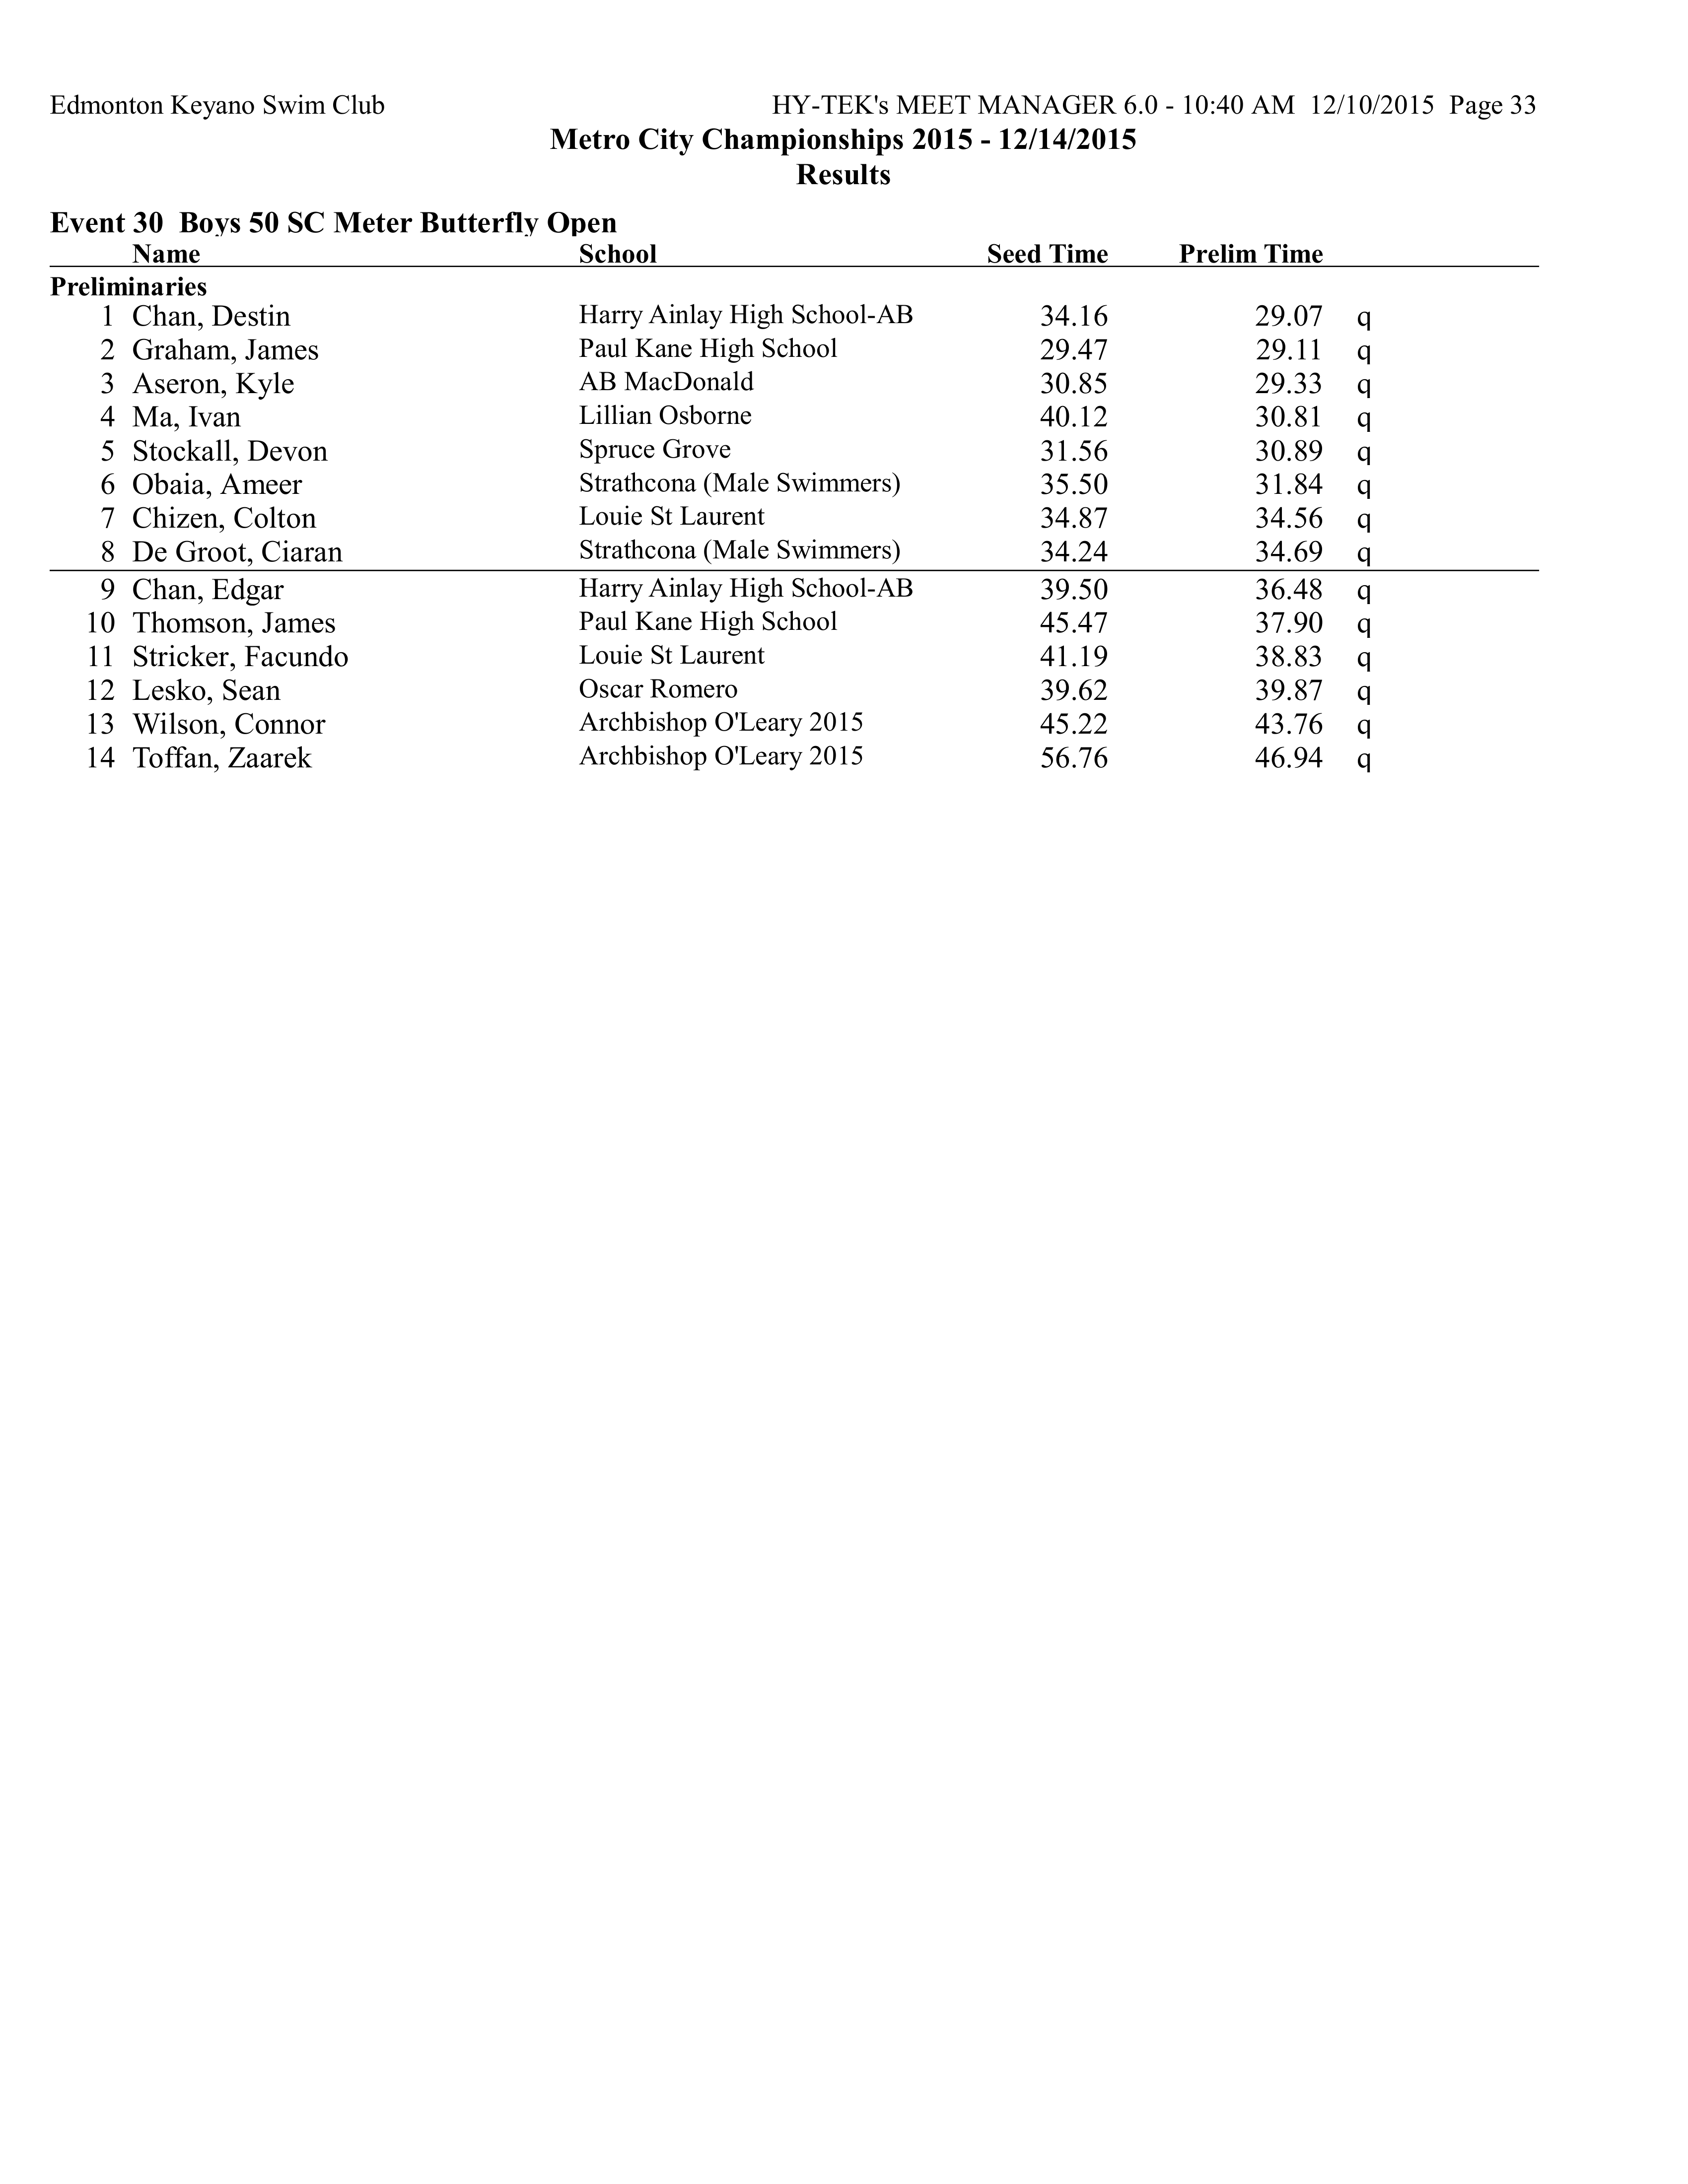 Edmonton Keyano Swim Club HY-TEK's MEET MANAGER 6.0 - 10:40 AM 12/10/2015 Page 33
Metro City Championships 2015 - 12/14/2015
Results
Event 30 Boys 50 SC Meter Butterfly Open
Name School Seed Time Prelim Time
Preliminaries
1 Chan, Destin Harry Ainlay High School-AB 34.16 29.07 q
2 Graham, James Paul Kane High School 29.47 29.11 q
3 Aseron, Kyle AB MacDonald 30.85 29.33 q
4 Ma, Ivan Lillian Osborne 40.12 30.81 q
5 Stockall, Devon Spruce Grove 31.56 30.89 q
6 Obaia, Ameer Strathcona (Male Swimmers) 35.50 31.84 q
7 Chizen, Colton Louie St Laurent 34.87 34.56 q
8 De Groot, Ciaran Strathcona (Male Swimmers) 34.24 34.69 q
9 Chan, Edgar Harry Ainlay High School-AB 39.50 36.48 q
10 Thomson, James Paul Kane High School 45.47 37.90 q
11 Stricker, Facundo Louie St Laurent 41.19 38.83 q
12 Lesko, Sean Oscar Romero 39.62 39.87 q
13 Wilson, Connor Archbishop O'Leary 2015 45.22 43.76 q
14 Toffan, Zaarek Archbishop O'Leary 2015 56.76 46.94 q